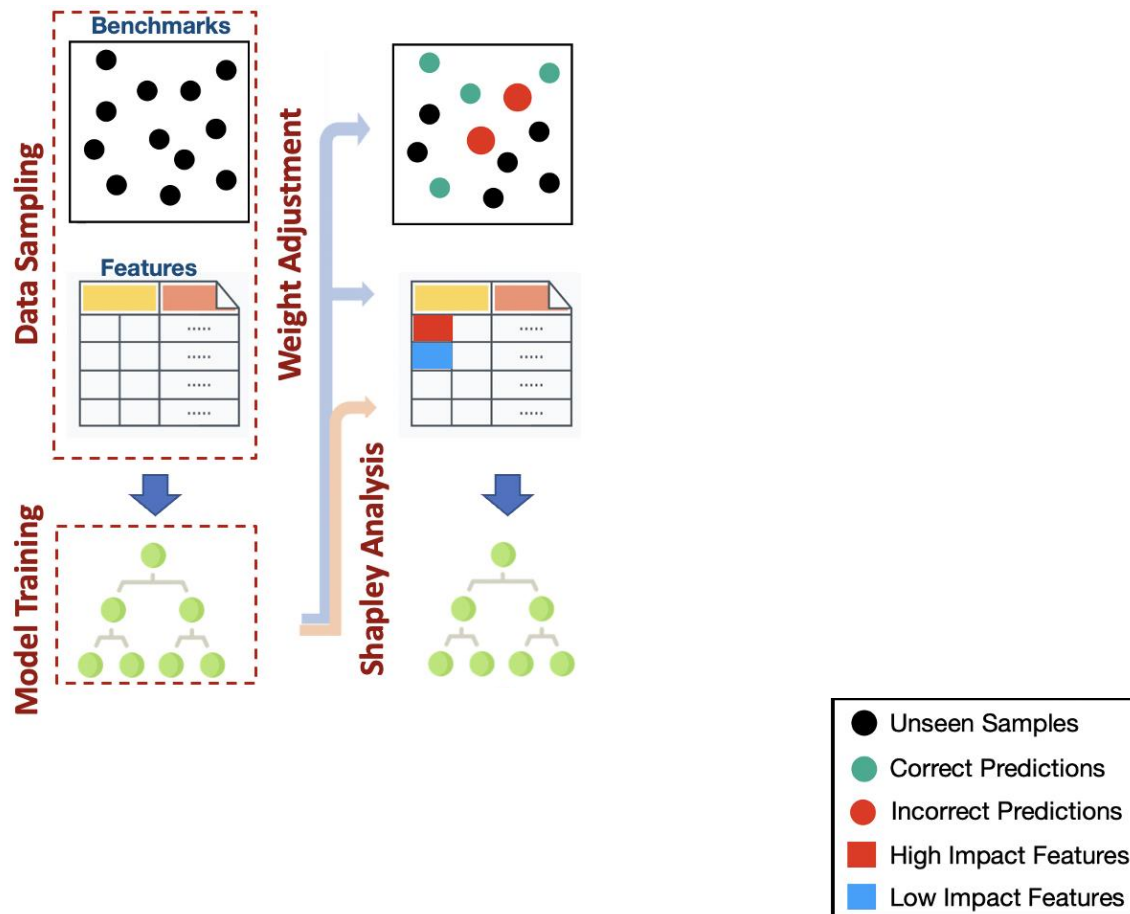 Benchmarks
Data Sampling
Features
.....
.....
.....
.....
Model Training
Weight Adjustment
Shapley Analysis
.....
.....
.....
.....
Unseen Samples
Correct Predictions
Incorrect Predictions
High Impact Features
Low Impact Features